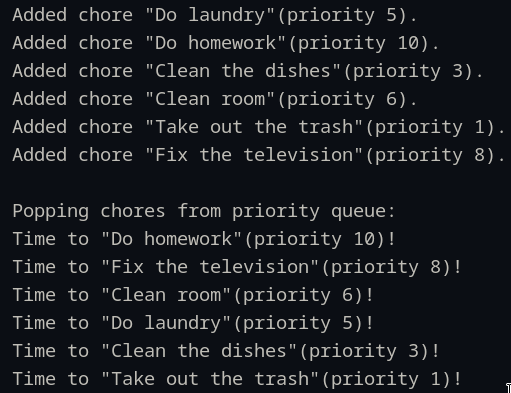 Added chore "Do laundry"(priority 5).
Added chore "Do homework"(priority 10).
Added chore "Clean the dishes"(priority 3).
Added chore "Clean room"(priority 6).
Added chore "Take out the trash"(priority 1).
Added chore "Fix the television"(priority 8).

Popping chores from priority queue:
Time to "Do homework"(priority 10)!
Time to "Fix the television"(priority 8)!
Time to "Clean room"(priority 6)!
Time to "Do laundry"(priority 5)!
Time to "Clean the dishes"(priority 3)!
Time to "Take out the trash"(priority 1)!